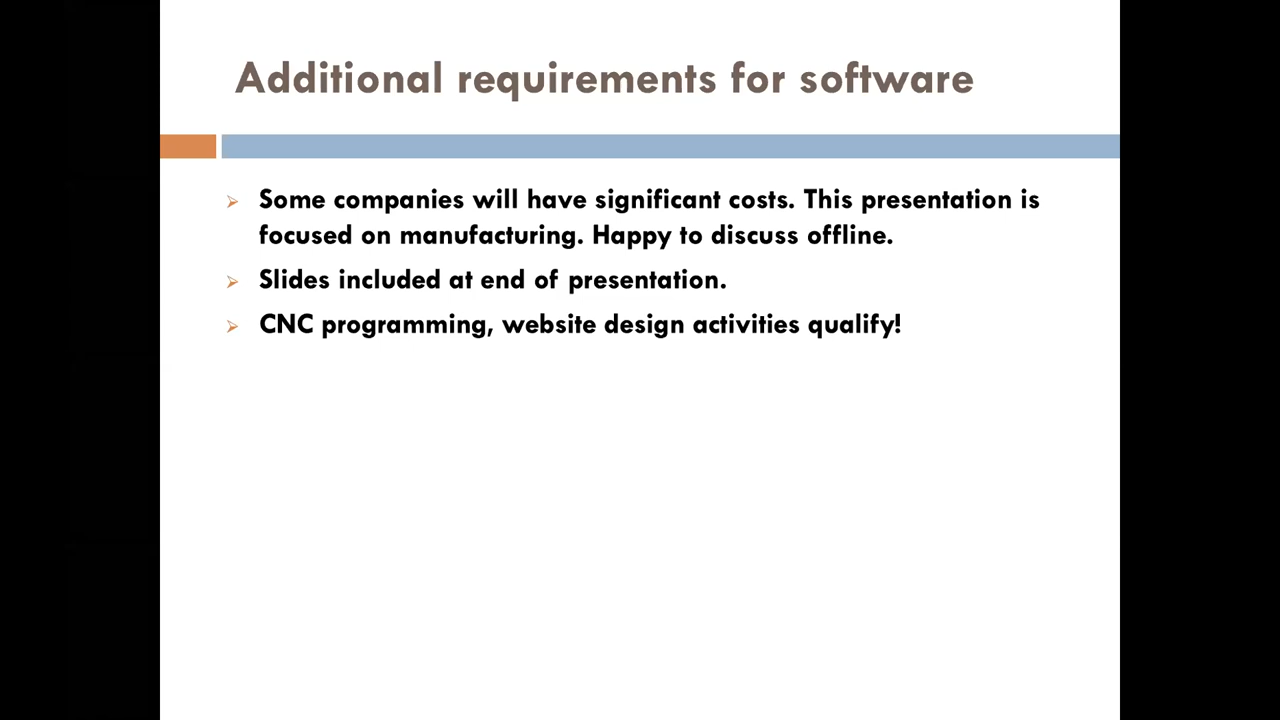 Additional requirements for software
Some companies will have significant costs. This presentation is
focused on manufacturing. Happy to discuss offline.
Slides included at end of presentation.
CNC programming, website design activities qualify!